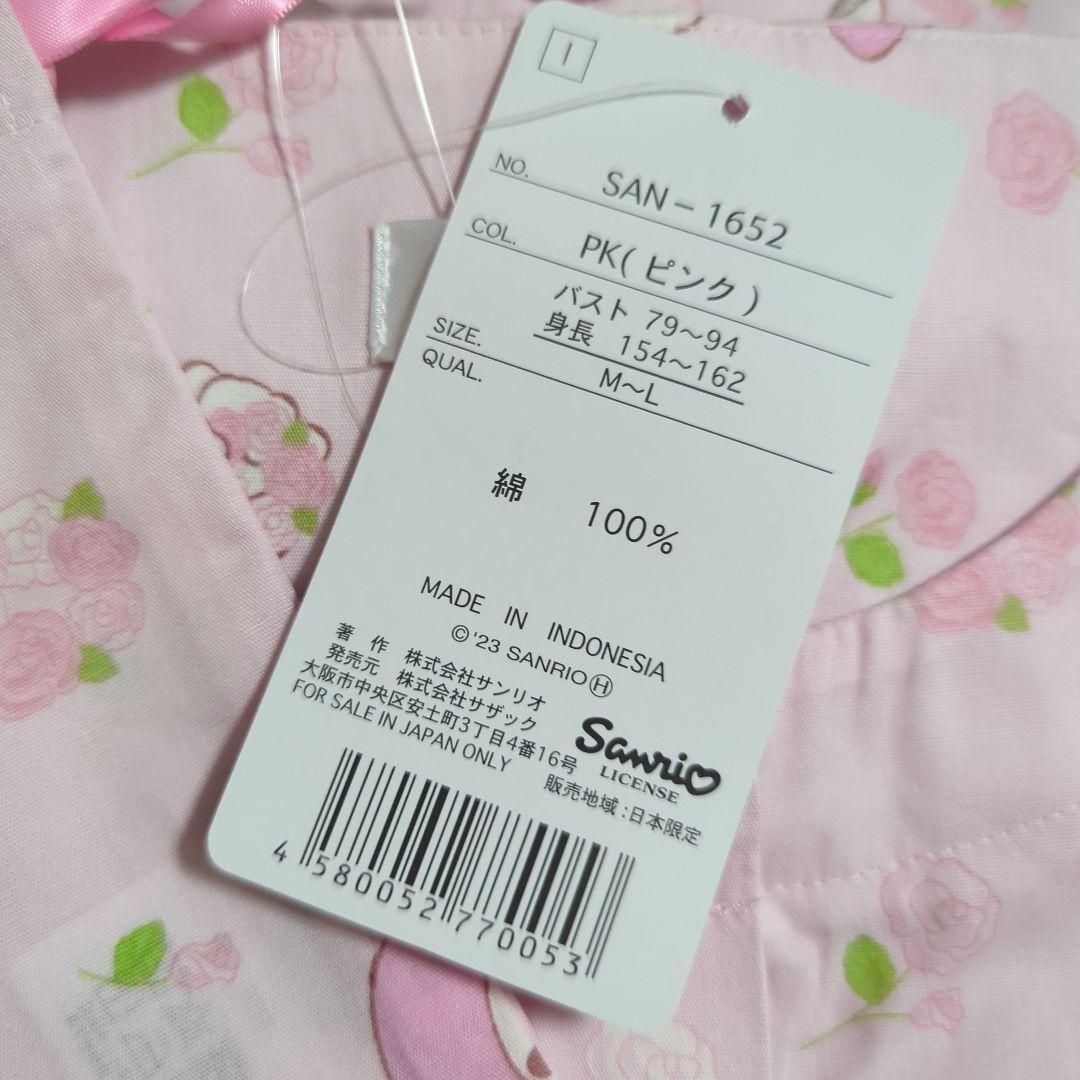 I
NO. SAN-1652
COL. PK(ピンク)
バスト 79~94
身長 154~162
SIZE. M~L
QUAL.
綿 100%
MADE IN INDONESIA
© '23 SANRIO Ⓗ
著 作 株式会社サンリオ
発売元 株式会社サザック
大阪市中央区安土町3丁目4番16号
FOR SALE IN JAPAN ONLY
Sanrio
LICENSE
販売地域:日本限定
4 580052 770053